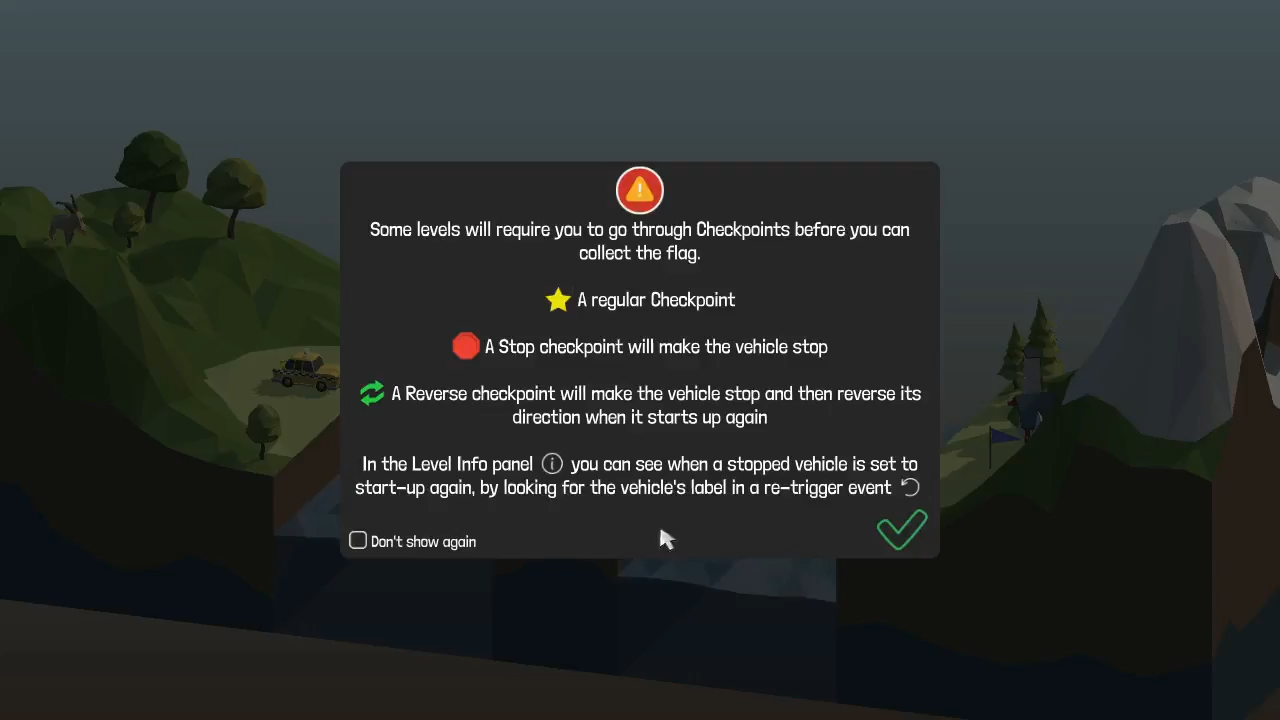 Some levels will require you to go through Checkpoints before you can
collect the flag.
A regular Checkpoint
A Stop checkpoint will make the vehicle stop
A Reverse checkpoint will make the vehicle stop and then reverse its
direction when it starts up again
In the Level Info panel you can see when a stopped vehicle is set to
start-up again, by looking for the vehicle's label in a re-trigger event
Don't show again